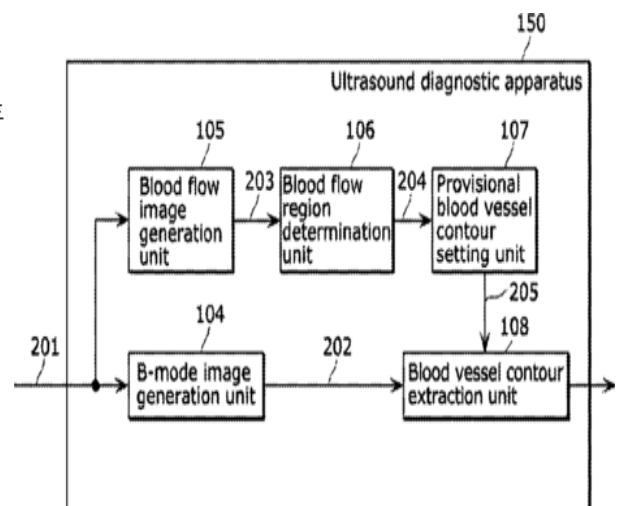 150
Ultrasound diagnostic apparatus
105
106
107
Blood flow
image
generation
unit
203
Blood flow
region
determination
unit
204
Provisional
blood vessel
contour
setting unit
205
201
104
202
108
B-mode image
generation unit
Blood vessel contour
extraction unit